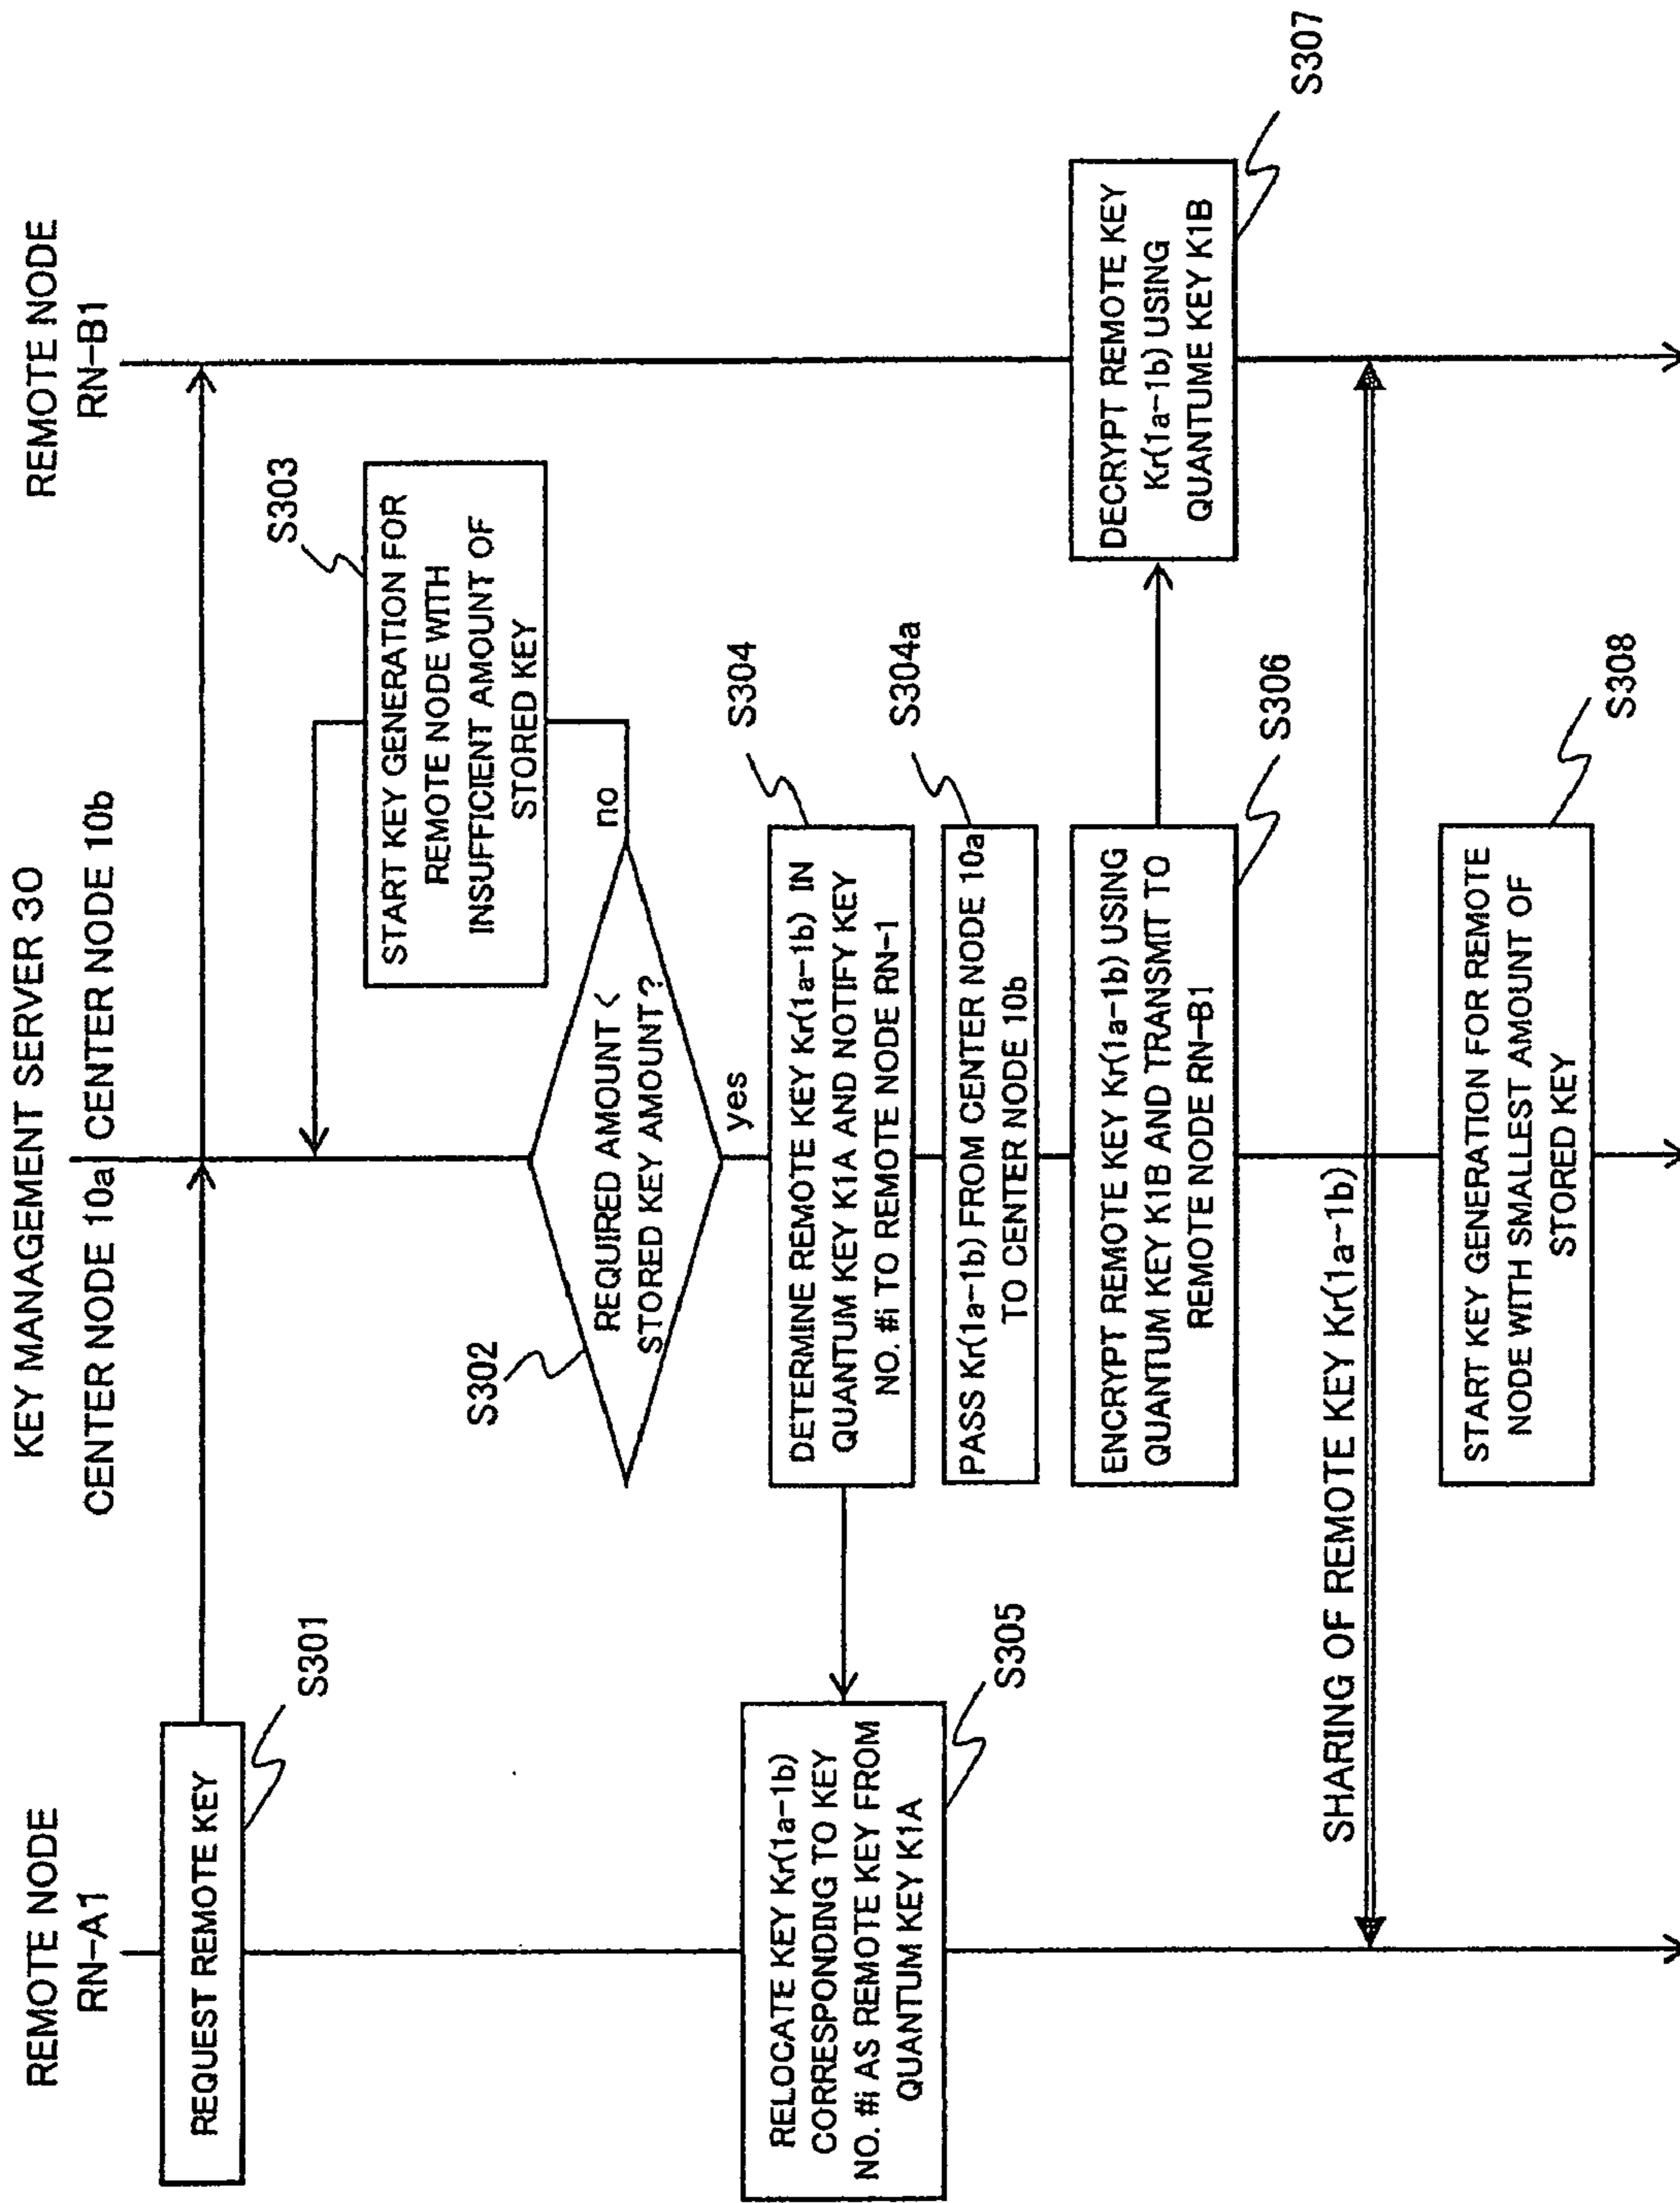 REMOTE NODE
RN-A1
KEY MANAGEMENT SERVER 30
CENTER NODE 10a
CENTER NODE 10b
REMOTE NODE
RN-B1
REQUEST REMOTE KEY
S301
S303
START KEY GENERATION FOR
REMOTE NODE WITH
INSUFFICIENT AMOUNT OF
STORED KEY
S302
REQUIRED AMOUNT <
STORED KEY AMOUNT?
no
yes
S304
DETERMINE REMOTE KEY Kr(1a-1b) IN
QUANTUM KEY K1A AND NOTIFY KEY
NO. #i TO REMOTE NODE RN-1
RELOCATE KEY Kr(1a-1b)
CORRESPONDING TO KEY
NO. #i AS REMOTE KEY FROM
QUANTUM KEY K1A
S305
S304a
PASS Kr(1a-1b) FROM CENTER NODE 10a
TO CENTER NODE 10b
ENCRYPT REMOTE KEY Kr(1a-1b) USING
QUANTUM KEY K1B AND TRANSMIT TO
REMOTE NODE RN-B1
S306
DECRYPT REMOTE KEY
Kr(1a-1b) USING
QUANTUME KEY K1B
S307
SHARING OF REMOTE KEY Kr(1a-1b)
START KEY GENERATION FOR REMOTE
NODE WITH SMALLEST AMOUNT OF
STORED KEY
S308